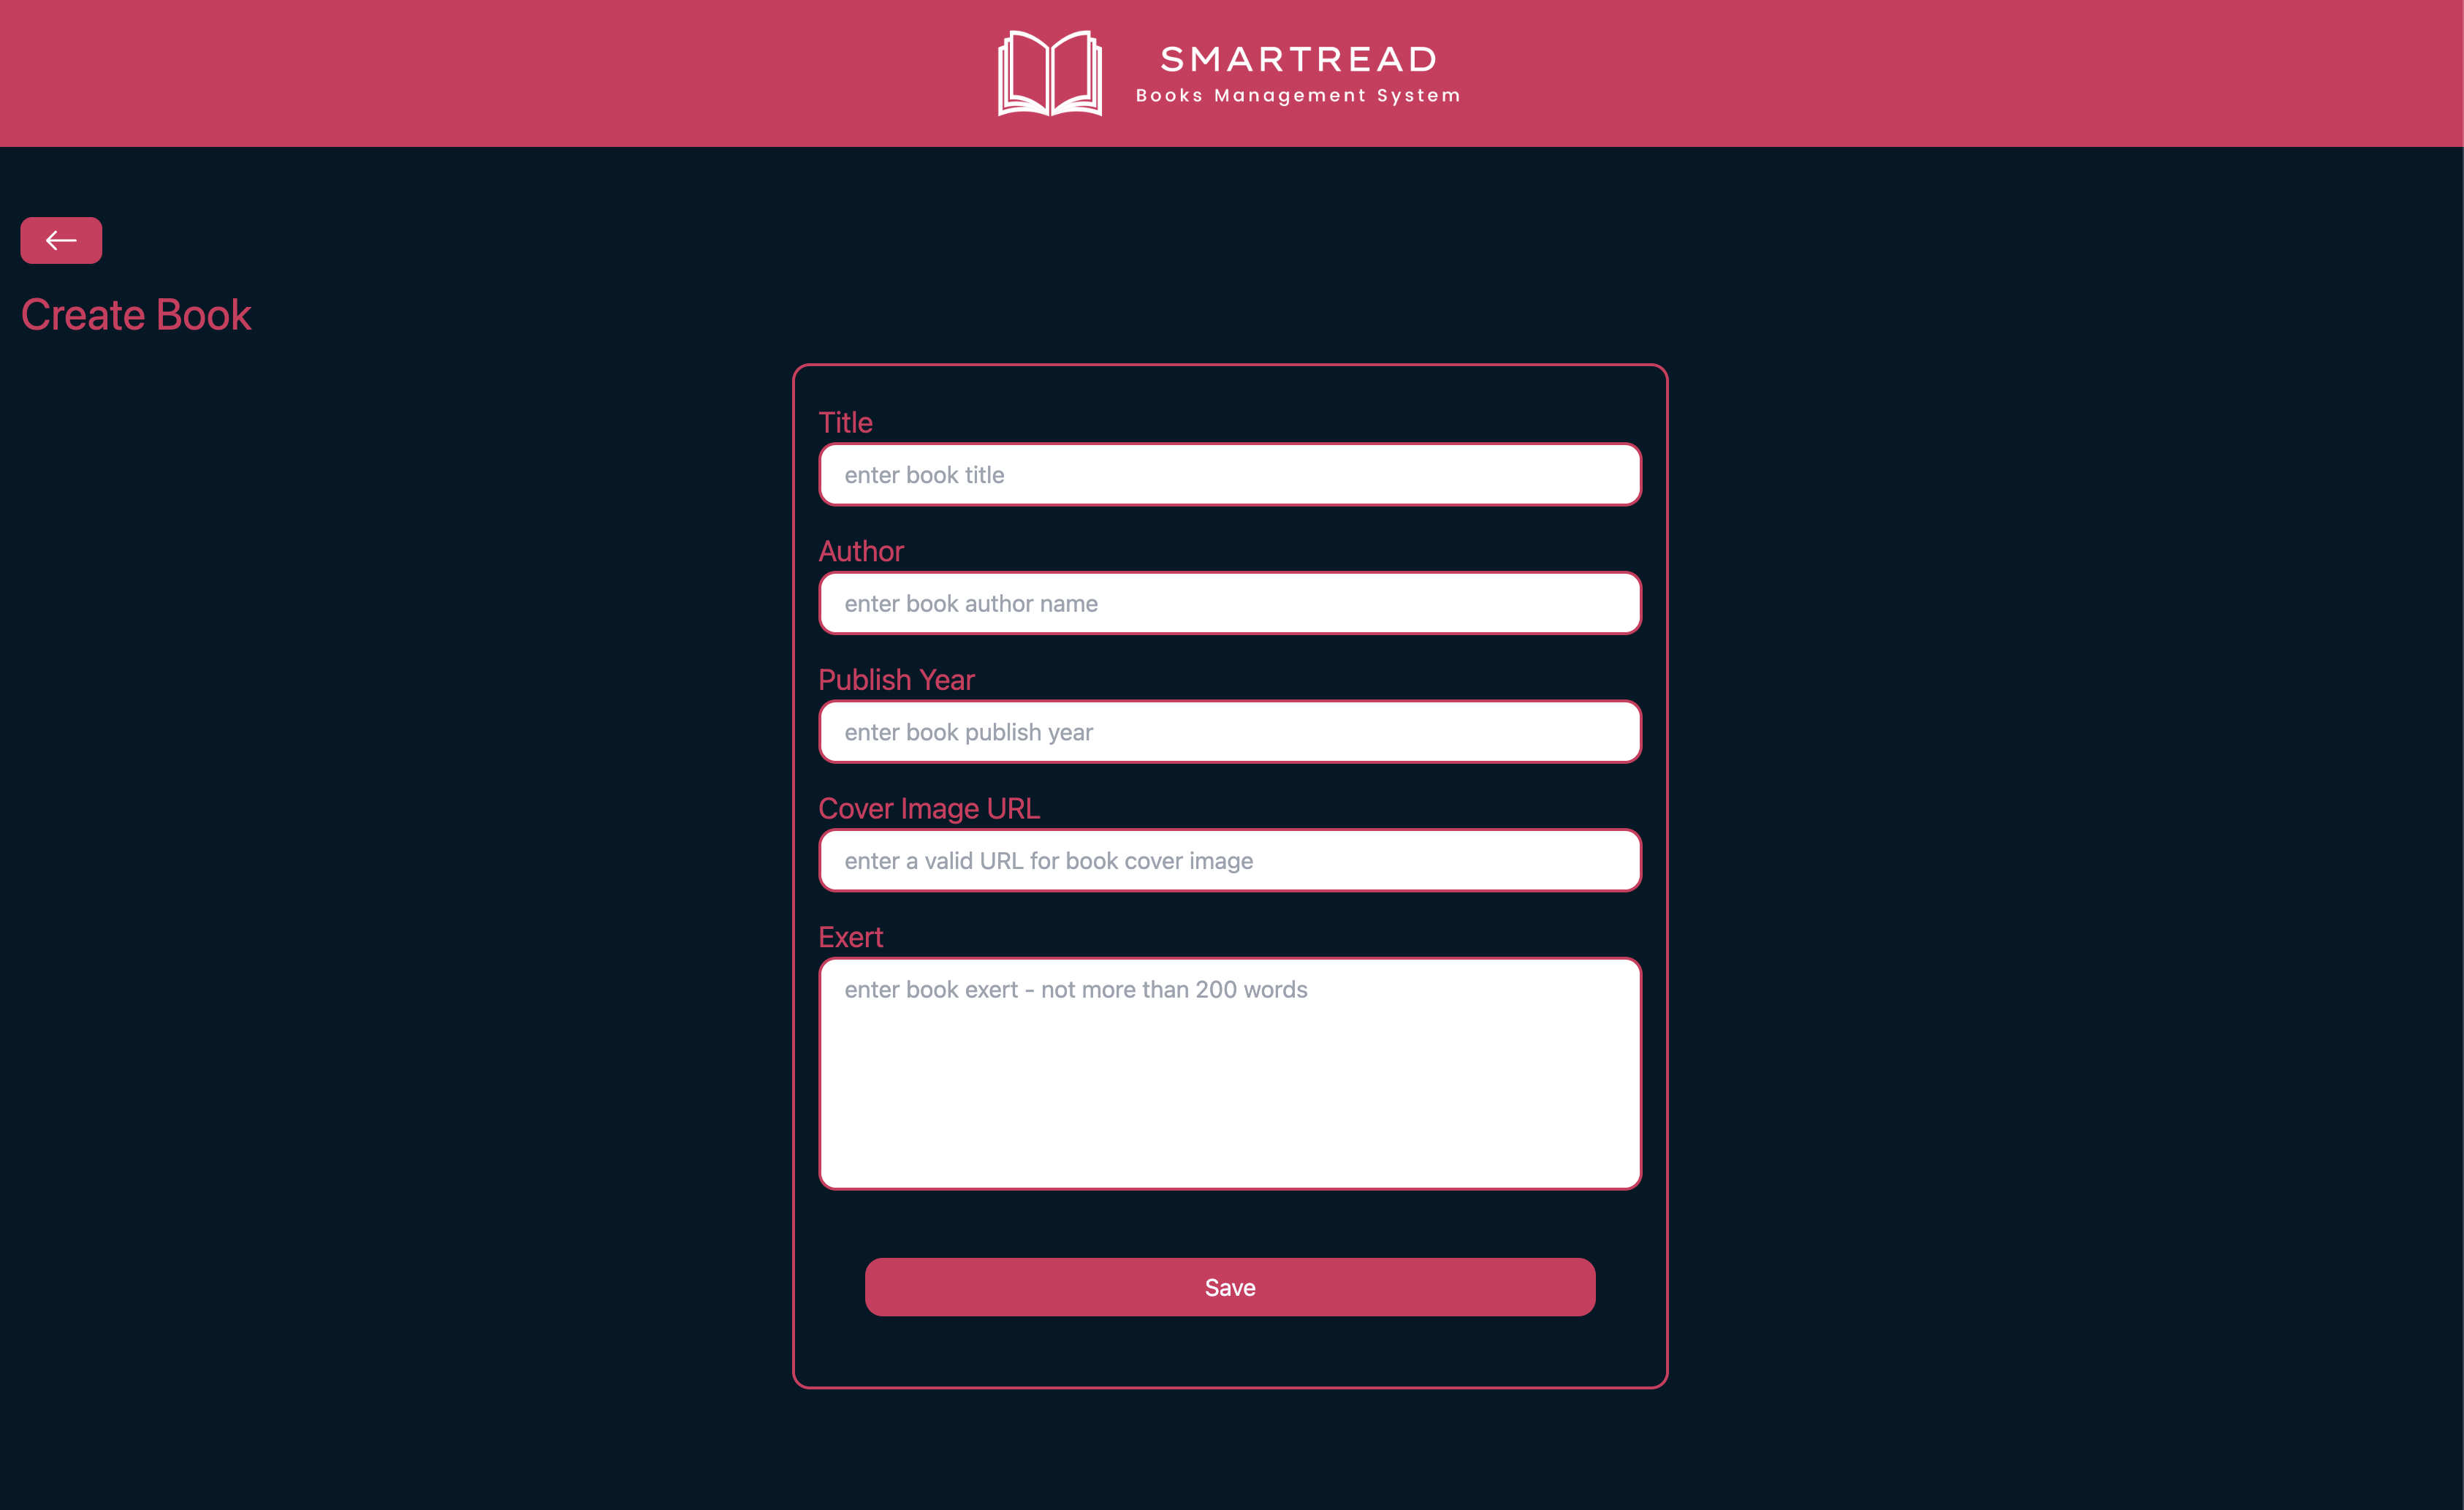 SMARTREAD
Books Management System
Create Book
Title
enter book title
Author
enter book author name
Publish Year
enter book publish year
Cover Image URL
enter a valid URL for book cover image
Exert
enter book exert - not more than 200 words
Save